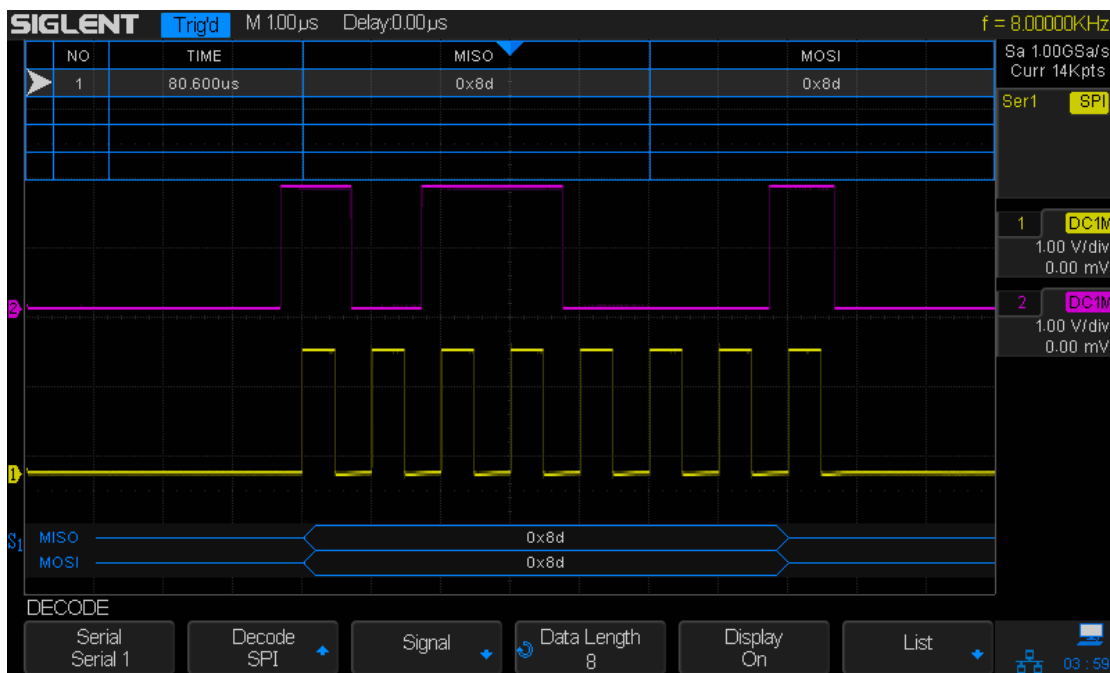 SIGLENT Trig'd M 1.00μs Delay:0.00μs f = 8.00000KHz
NO TIME MISO MOSI Sa 1.00GSa/s
1 80.600us 0x8d 0x8d Curr 14Kpts
Ser1 SPI
1 DC1M
1.00 V/div
0.00 mV
2 2 DC1M
1.00 V/div
0.00 mV
1
S1 MISO 0x8d
MOSI 0x8d
DECODE
Serial Decode Signal Data Length Display List
Serial 1 SPI 8 On
03:59